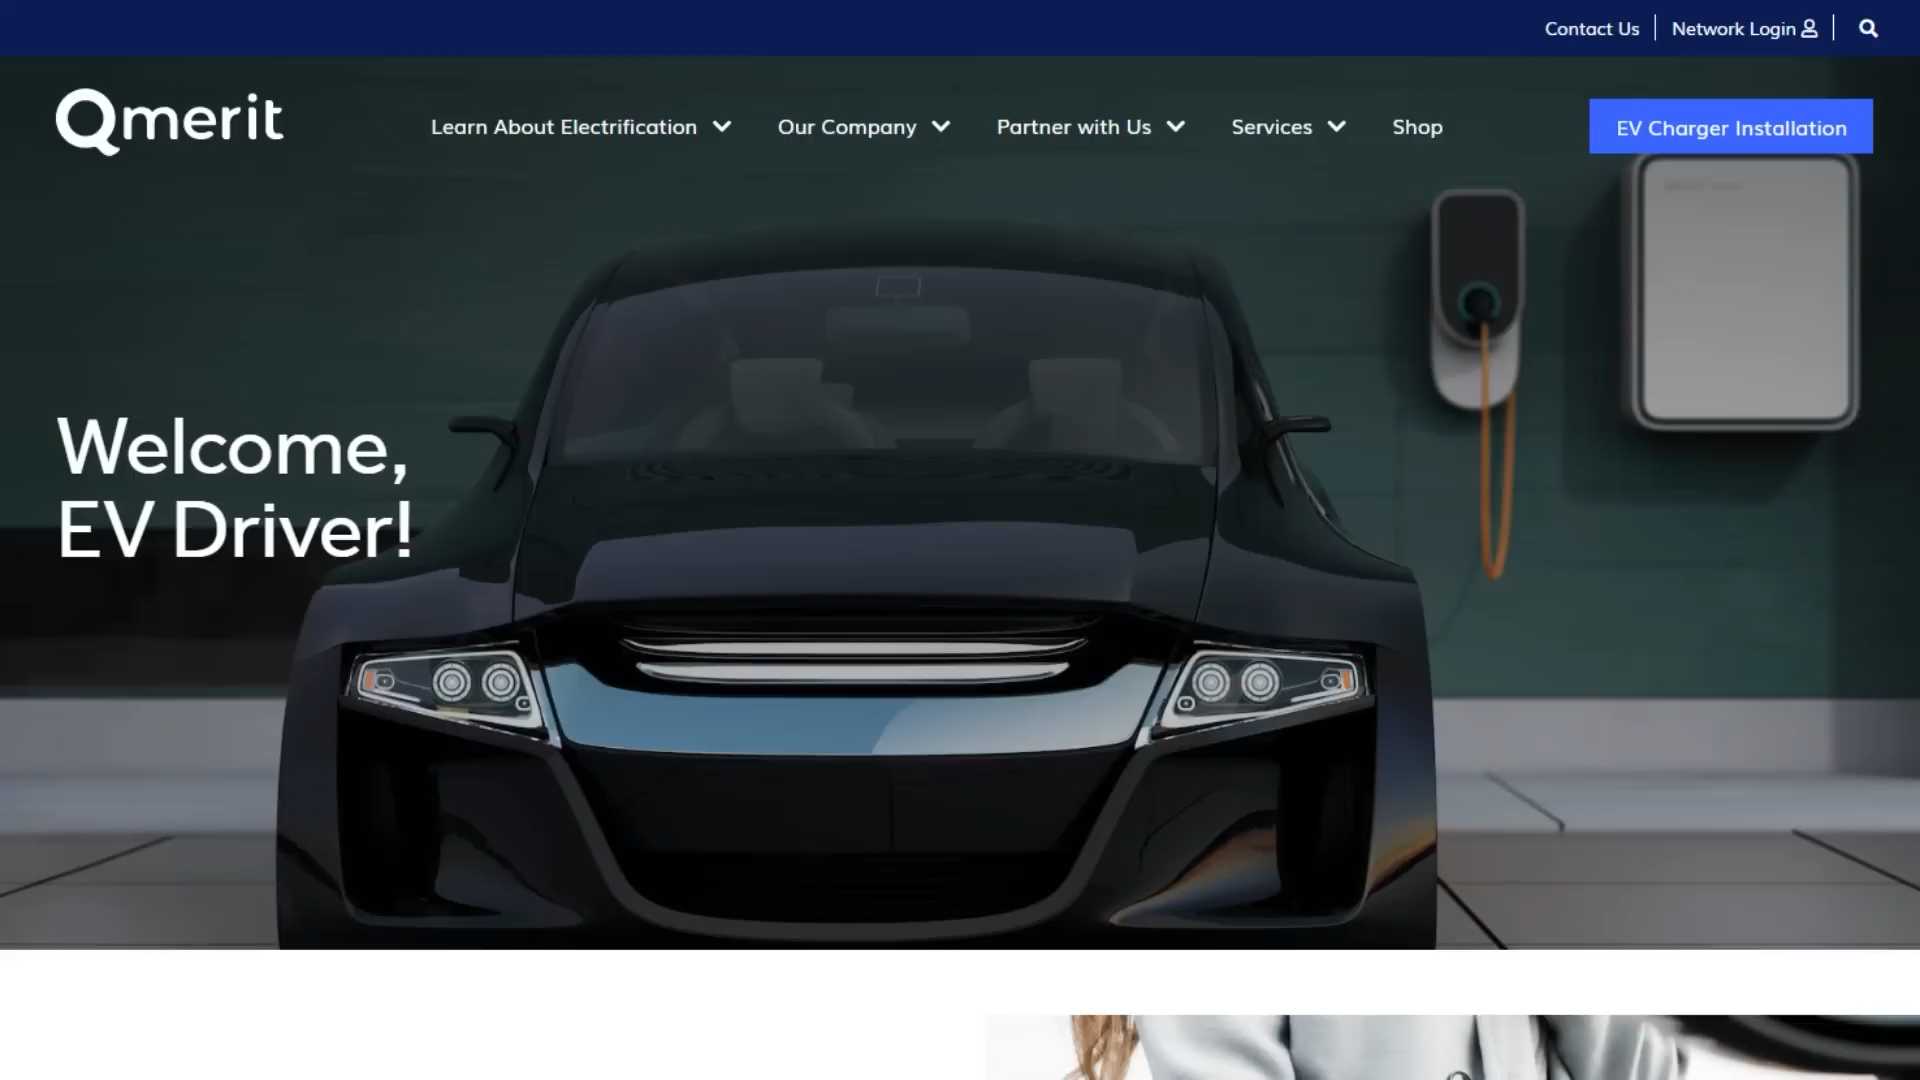 Contact Us
Network Login
Qmerit
Learn About Electrification
Our Company
Partner with Us
Services
Shop
EV Charger Installation
Welcome,
EV Driver!